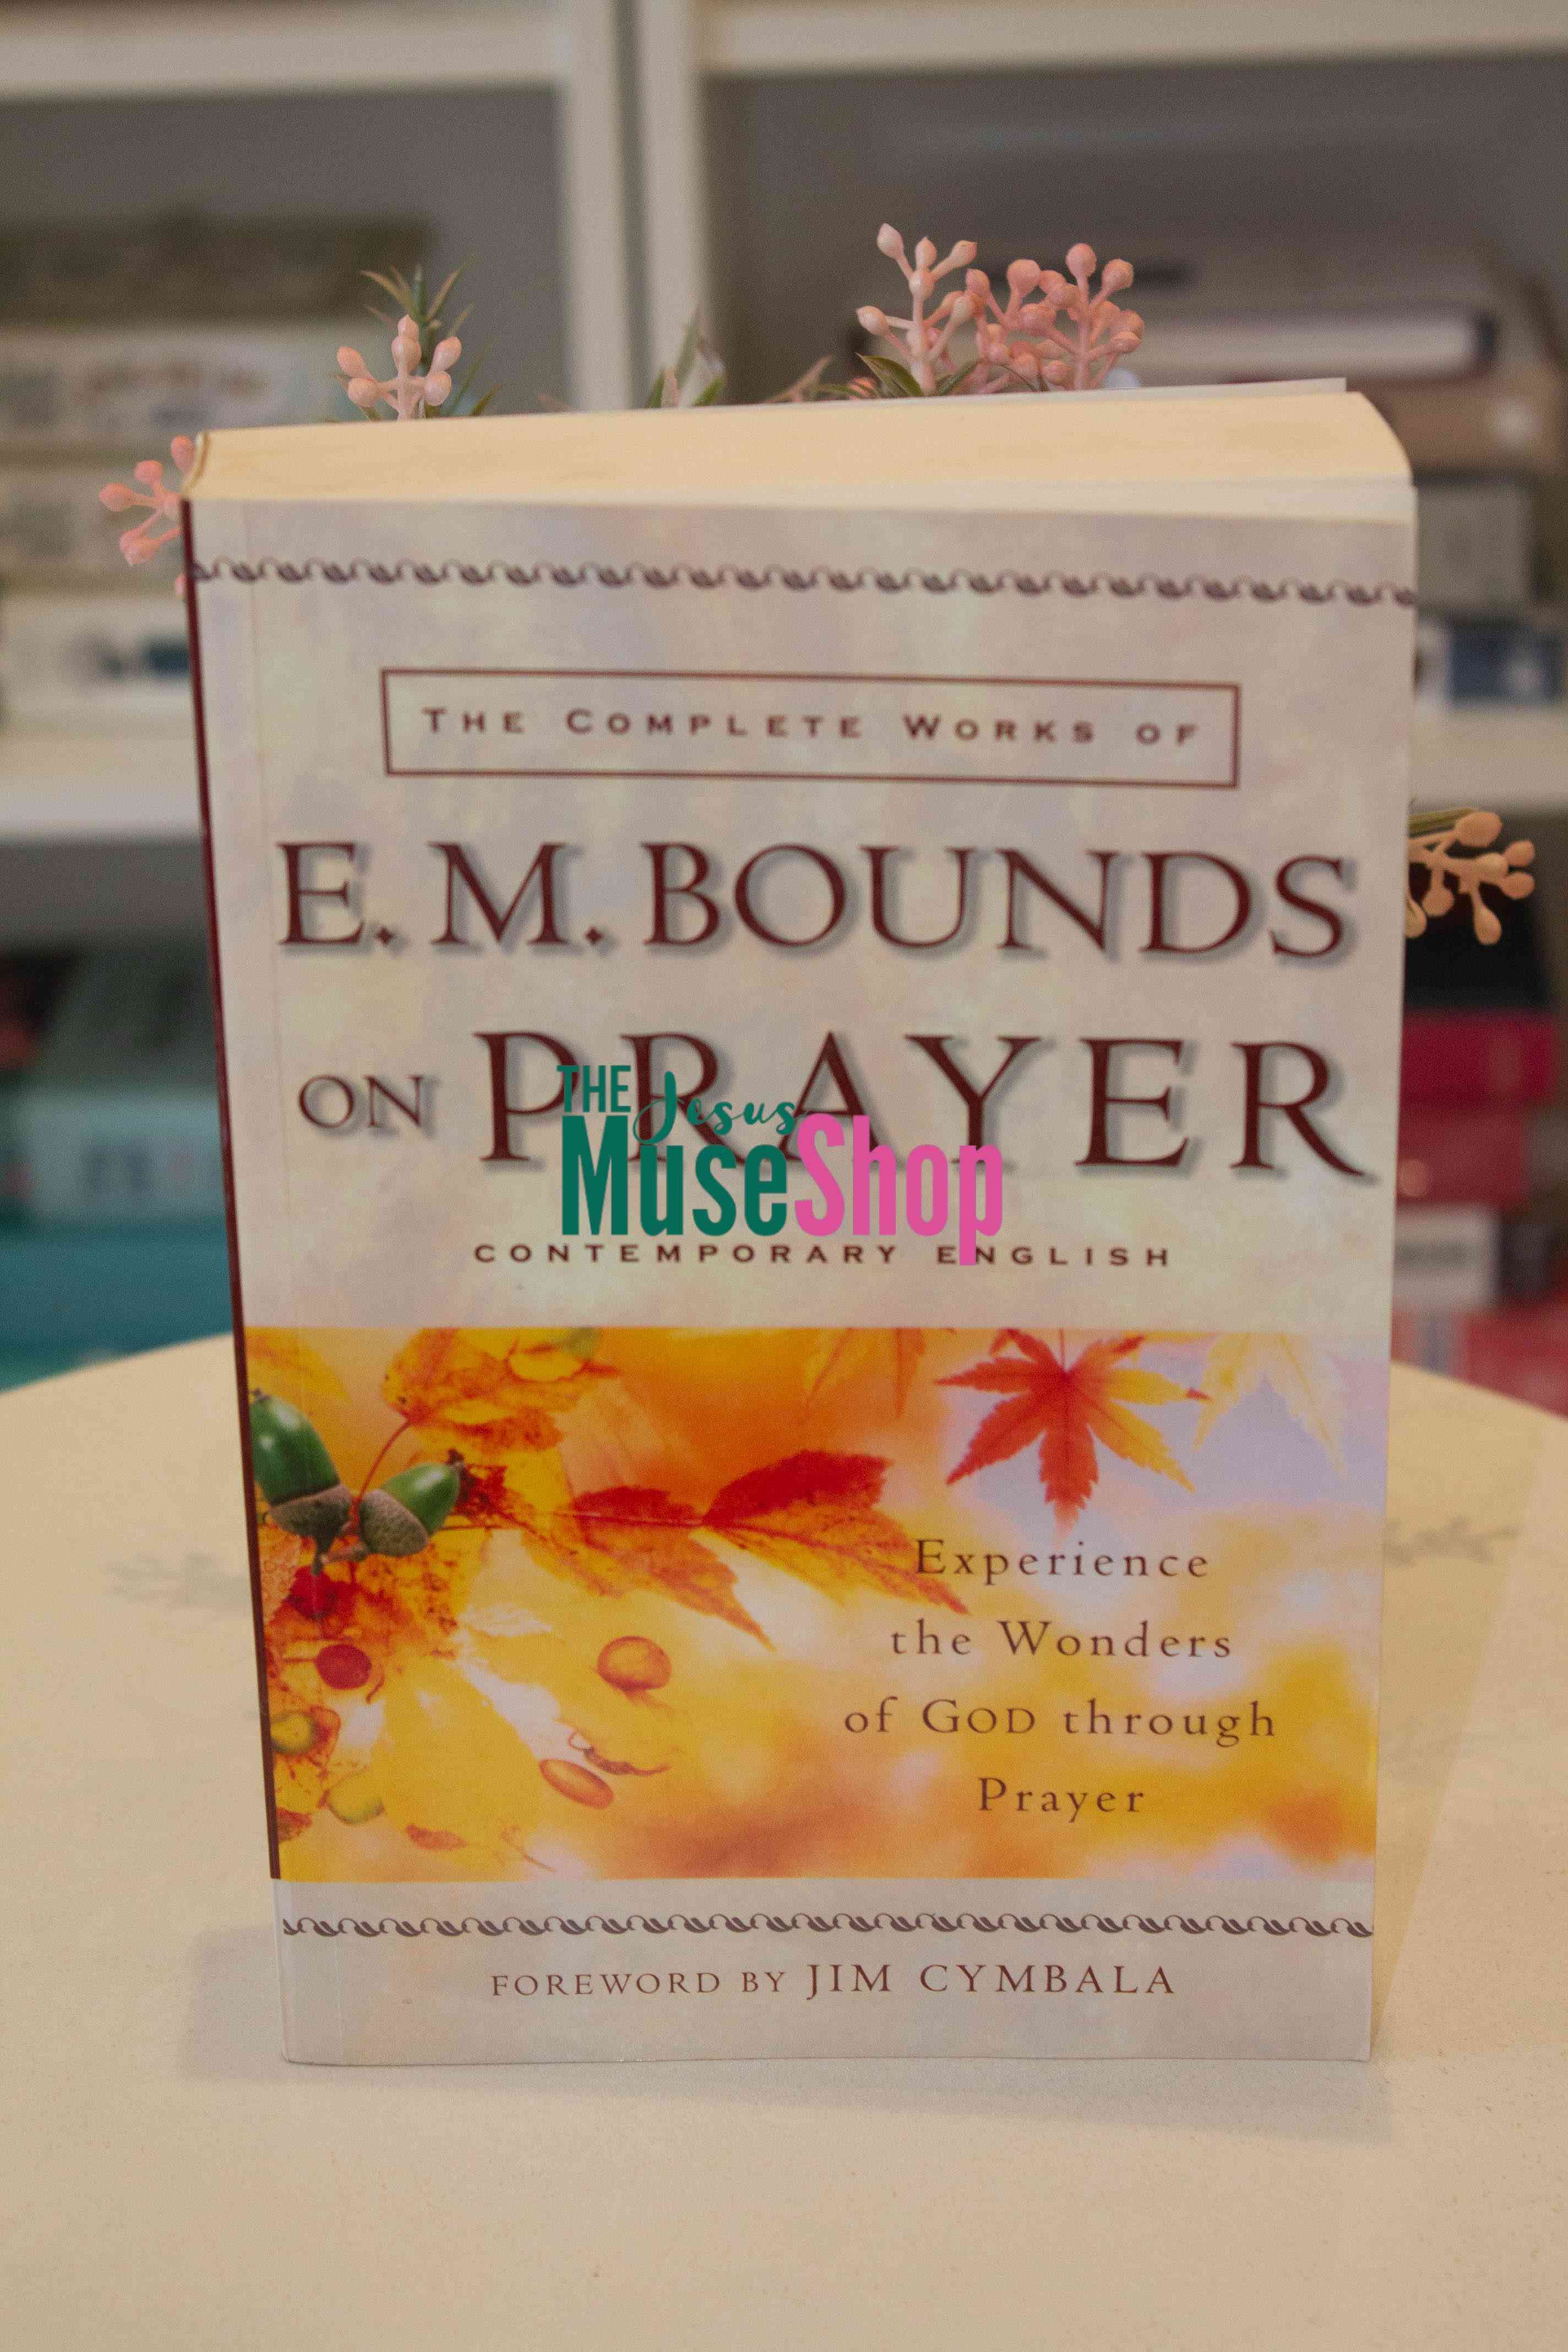 THE COMPLETE WORKS OF
E. M. BOUNDS
ON PRAYER
THE Jesus
MuseShop
CONTEMPORARY ENGLISH
Experience
the Wonders
of GOD through
Prayer
FOREWORD BY JIM CYMBALA